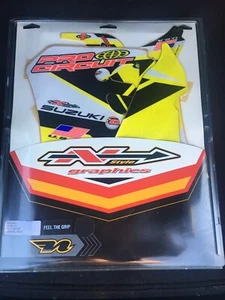 PRO
CIRCUIT
SUZUKI
N
Style
graphics
N
FEEL THE GRIP